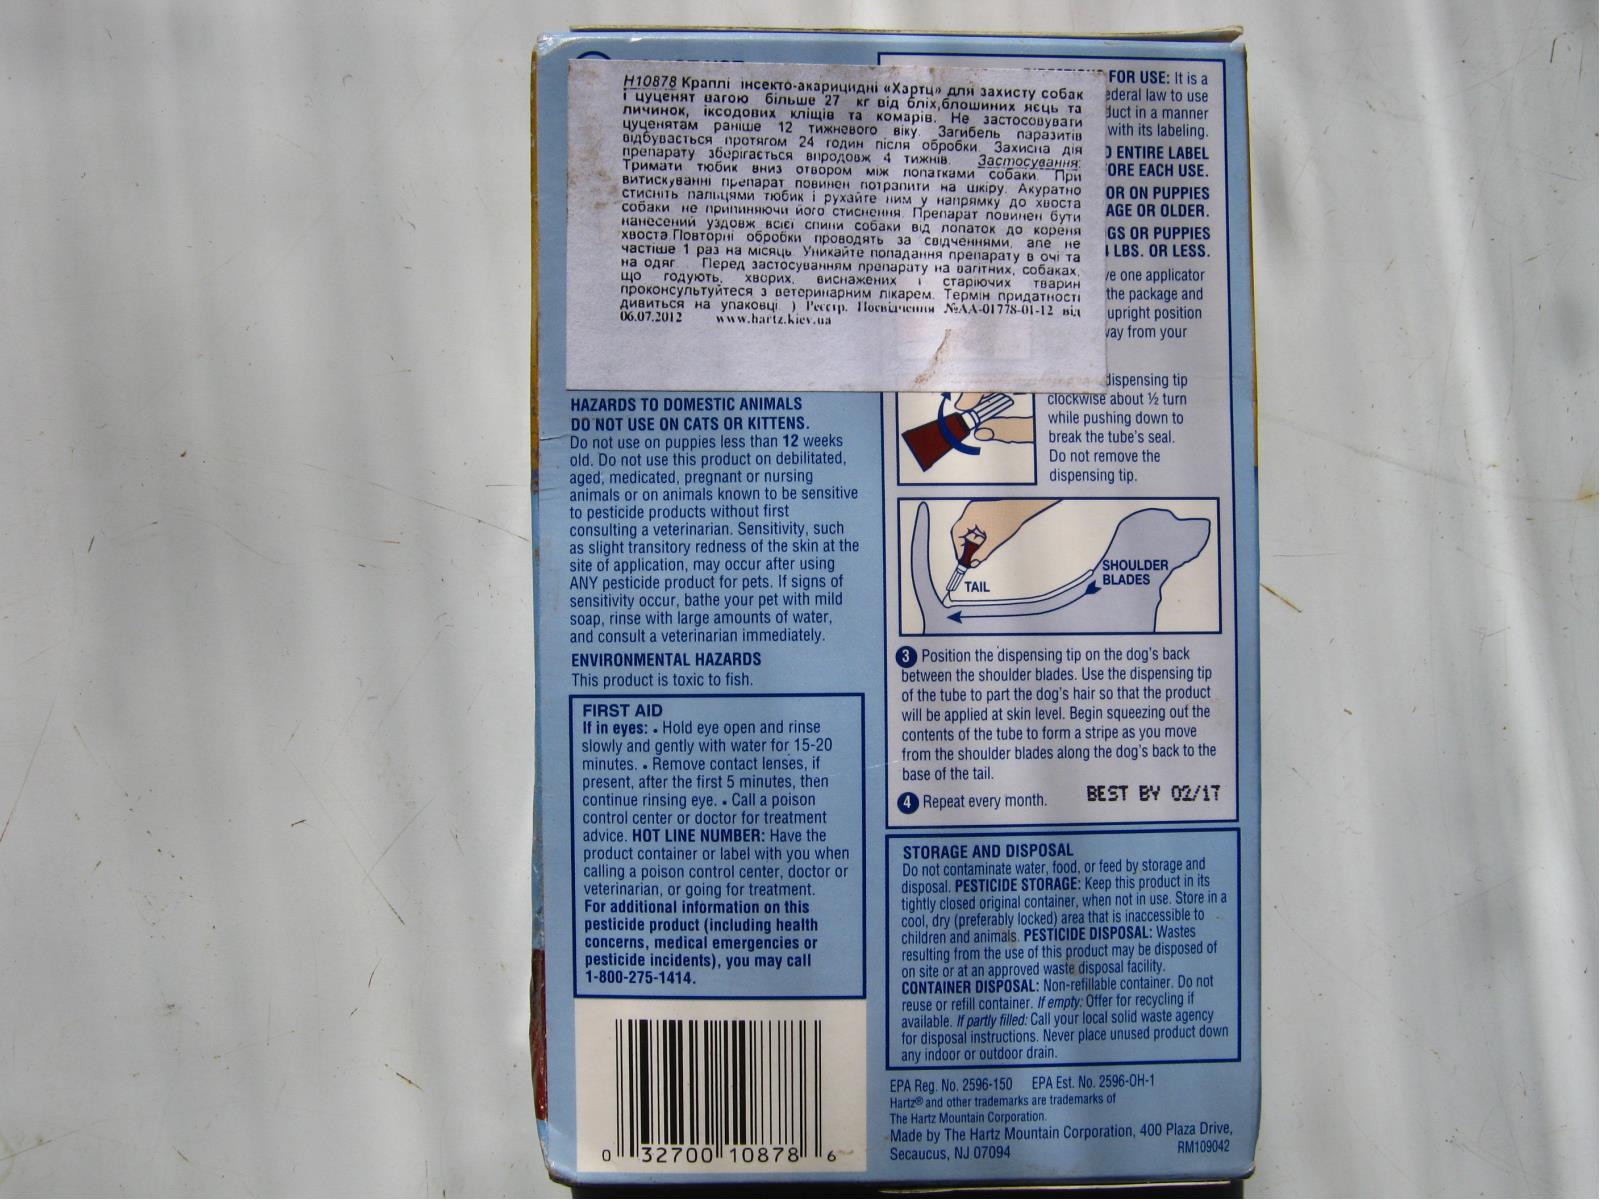 H10878 Краплі інсекто-акарицидні «Хартц» для захисту собак
і цуценят вагою більше 27 кг від бліх,блошиних яєць та
личинок, іксодових кліщів та комарів. Не застосовувати
цуценятам раніше 12 тижневого віку. Загибель паразитів
відбувається протягом 24 годин після обробки. Захисна дія
препарату зберігається впродовж 4 тижнів. Застосування:
Тримати тюбик вниз отвором між лопатками собаки. При
витискуванні препарат повинен потрапити на шкіру. Акуратно
стисніть пальцями тюбик і рухайте ним у напрямку до хвоста
собаки не припиняючи його стиснення. Препарат повинен бути
нанесений уздовж всієї спини собаки від лопаток до кореня
хвоста.Повторні обробки проводять за свідченнями, але не
частіше 1 раз на місяць. Уникайте попадання препарату в очі та
на одяг. Перед застосуванням препарату на вагітних, собаках,
що годують, хворих, виснажених і старіючих тварин
проконсультуйтеся з ветеринарним лікарем. Термін придатності
дивиться на упаковці. ) Реєстр. Посвідчення №АА-01778-01-12 від
06.07.2012 www.hartz.kiev.ua
HAZARDS TO DOMESTIC ANIMALS
DO NOT USE ON CATS OR KITTENS.
Do not use on puppies less than 12 weeks
old. Do not use this product on debilitated,
aged, medicated, pregnant or nursing
animals or on animals known to be sensitive
to pesticide products without first
consulting a veterinarian. Sensitivity, such
as slight transitory redness of the skin at the
site of application, may occur after using
ANY pesticide product for pets. If signs of
sensitivity occur, bathe your pet with mild
soap, rinse with large amounts of water,
and consult a veterinarian immediately.
ENVIRONMENTAL HAZARDS
This product is toxic to fish.
FIRST AID
If in eyes: • Hold eye open and rinse
slowly and gently with water for 15-20
minutes. • Remove contact lenses, if
present, after the first 5 minutes, then
continue rinsing eye. • Call a poison
control center or doctor for treatment
advice. HOT LINE NUMBER: Have the
product container or label with you when
calling a poison control center, doctor or
veterinarian, or going for treatment.
For additional information on this
pesticide product (including health
concerns, medical emergencies or
pesticide incidents), you may call
1-800-275-1414.
0 32700 10878 6
FOR USE: It is a
ederal law to use
duct in a manner
with its labeling.
ENTIRE LABEL
ORE EACH USE.
OR ON PUPPIES
AGE OR OLDER.
GS OR PUPPIES
LBS. OR LESS.
ve one applicator
the package and
upright position
way from your
dispensing tip
clockwise about ½ turn
while pushing down to
break the tube's seal.
Do not remove the
dispensing tip.
TAIL
SHOULDER
BLADES
3 Position the dispensing tip on the dog's back
between the shoulder blades. Use the dispensing tip
of the tube to part the dog's hair so that the product
will be applied at skin level. Begin squeezing out the
contents of the tube to form a stripe as you move
from the shoulder blades along the dog's back to the
base of the tail.
4 Repeat every month.
BEST BY 02/17
STORAGE AND DISPOSAL
Do not contaminate water, food, or feed by storage and
disposal. PESTICIDE STORAGE: Keep this product in its
tightly closed original container, when not in use. Store in a
cool, dry (preferably locked) area that is inaccessible to
children and animals. PESTICIDE DISPOSAL: Wastes
resulting from the use of this product may be disposed of
on site or at an approved waste disposal facility.
CONTAINER DISPOSAL: Non-refillable container. Do not
reuse or refill container. If empty: Offer for recycling if
available. If partly filled: Call your local solid waste agency
for disposal instructions. Never place unused product down
any indoor or outdoor drain.
EPA Reg. No. 2596-150 EPA Est. No. 2596-OH-1
Hartz® and other trademarks are trademarks of
The Hartz Mountain Corporation.
Made by The Hartz Mountain Corporation, 400 Plaza Drive,
Secaucus, NJ 07094
RM109042